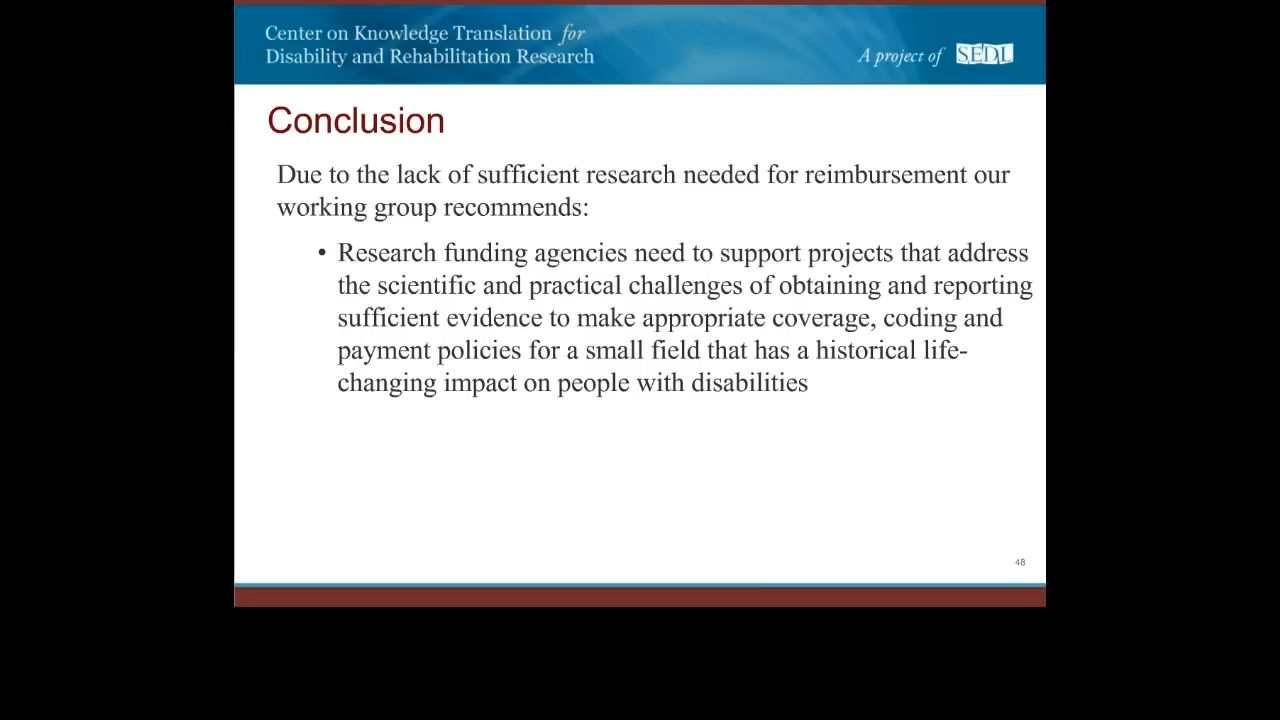 Center on Knowledge Translation for
Disability and Rehabilitation Research
A project of SEDL
Conclusion
Due to the lack of sufficient research needed for reimbursement our
working group recommends:
• Research funding agencies need to support projects that address
the scientific and practical challenges of obtaining and reporting
sufficient evidence to make appropriate coverage, coding and
payment policies for a small field that has a historical life-
changing impact on people with disabilities
48